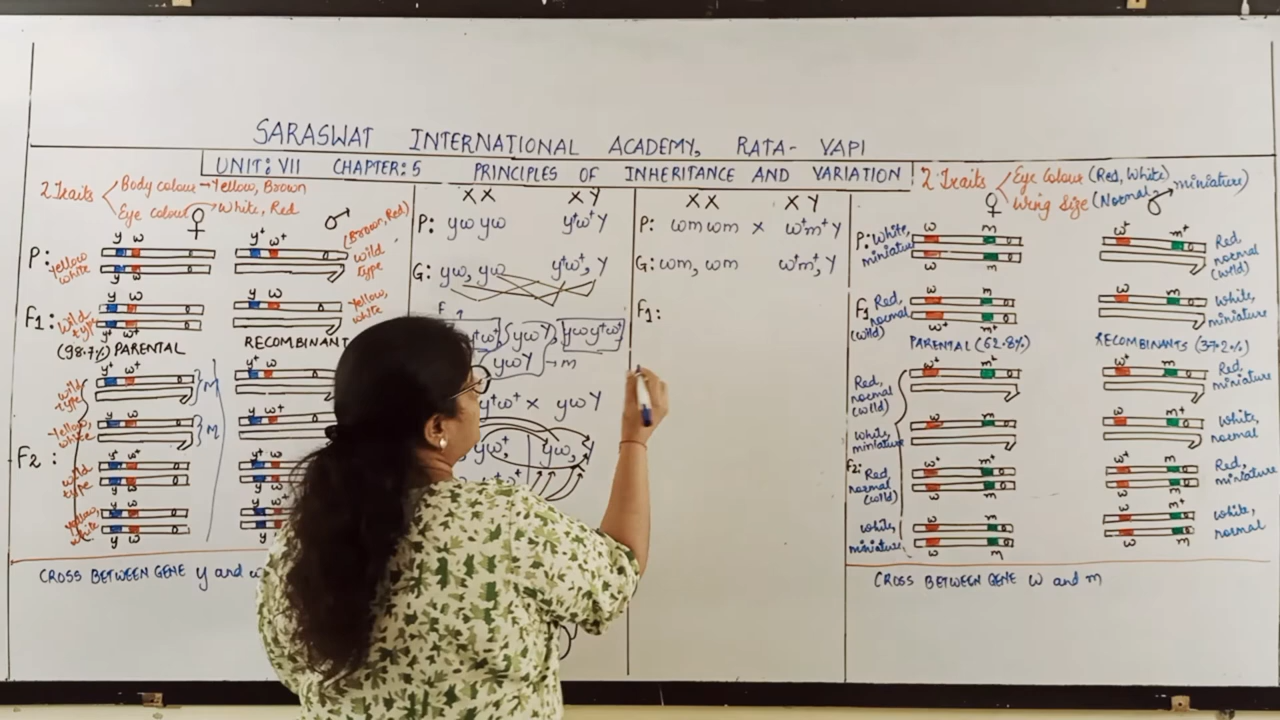 SARASWAT INTERNATIONAL ACADEMY, RATA- VAPI
UNIT: VII CHAPTER: 5 PRINCIPLES OF INHERITANCE AND VARIATION
2 Traits
Body colour → Yellow, Brown
Eye colour → White, Red
♀ ♂
(Brown, Red)
wild type
P: Yellow white
y w
y w
y⁺ w⁺
F1: Wild type
y w
y⁺ w⁺
y w
Yellow, white
(98.7%) PARENTAL
RECOMBINANT
F2:
wild type
y⁺ w⁺
} M
Yellow, white
y w
} M
wild type
y⁺ w⁺
y w
Yellow, white
y w
y w
CROSS BETWEEN GENE y and w
XX XY
P: yw yw y⁺w⁺ Y
G: yw, yw y⁺w⁺, Y
ywY
yw y⁺w⁺
ywY → m
y⁺w⁺ × yw Y
yw⁺,
yw, Y
XX XY
P: wm wm × w⁺m⁺ Y
G: wm, wm w⁺m⁺, Y
F1:
2 Traits
Eye Colour (Red, White)
Wing Size (Normal, miniature)
♀ ♂
P: White, miniature
w m
w m
w⁺ m⁺
Red, normal (wild)
F1 Red, normal (wild)
w m
w⁺ m⁺
w m
White, miniature
PARENTAL (62.8%)
RECOMBINANTS (37.2%)
F2:
Red, normal (wild)
w⁺ m⁺
w⁺ m
Red, miniature
white, miniature
w m
w m⁺
White, normal
Red, normal (wild)
w⁺ m⁺
w m
w⁺ m
w m
Red, miniature
white, miniature
w m
w m
w m⁺
w m
white, normal
CROSS BETWEEN GENE w and m